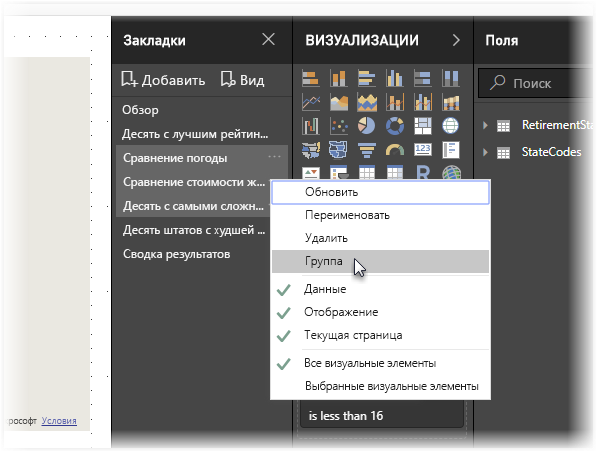 Закладки
ВИЗУАЛИЗАЦИИ
Поля
Добавить
Вид
Поиск
Обзор
Десять с лучшим рейтин...
Сравнение погоды
Сравнение стоимости ж...
Десять с самыми сложн...
Десять штатов с худшей ...
Сводка результатов
RetirementSta
StateCodes
123
R
Обновить
Переименовать
Удалить
Группа
Данные
Отображение
Текущая страница
Все визуальные элементы
Выбранные визуальные элементы
is less than 16
рософт Условия